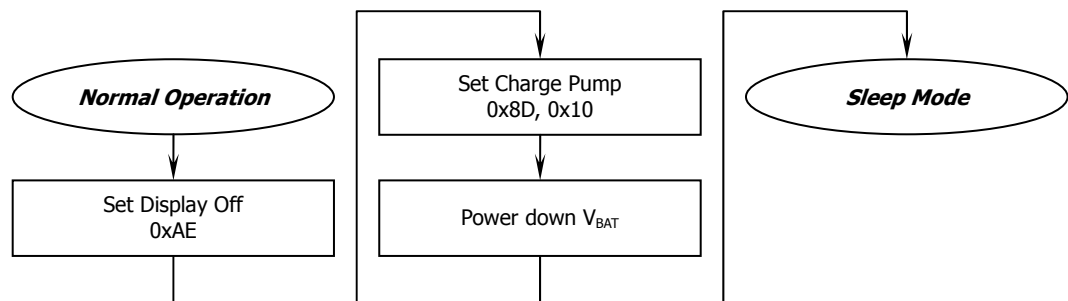 Normal Operation
Set Display Off
0xAE
Set Charge Pump
0x8D, 0x10
Power down VBAT
Sleep Mode